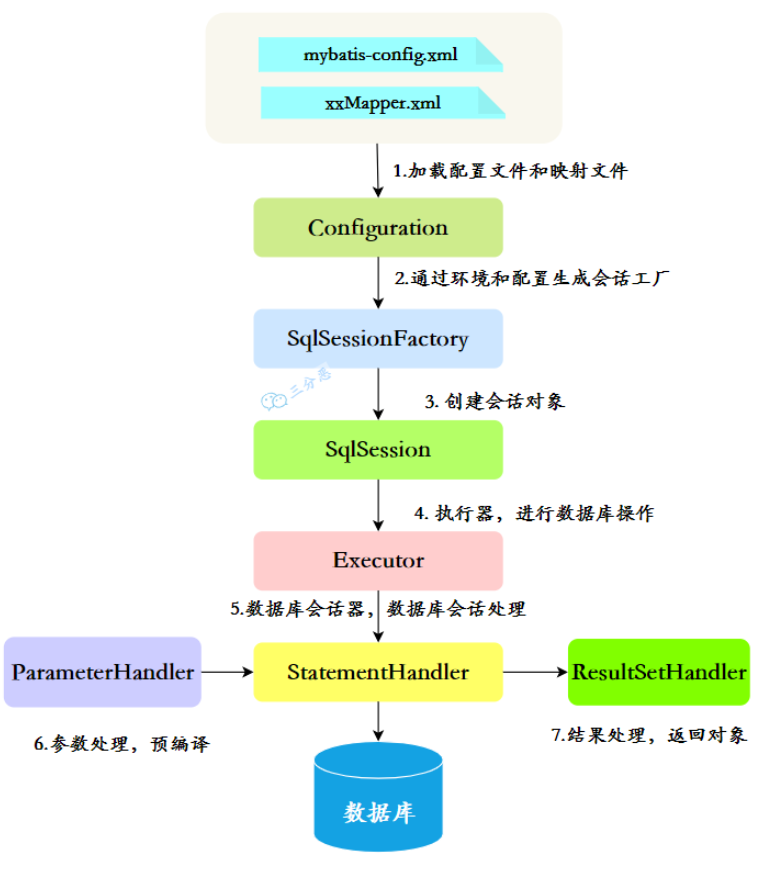 mybatis-config.xml
xxMapper.xml
1.加载配置文件和映射文件
Configuration
2.通过环境和配置生成会话工厂
SqlSessionFactory
三分恶
3. 创建会话对象
SqlSession
4. 执行器，进行数据库操作
Executor
5.数据库会话器，数据库会话处理
ParameterHandler
StatementHandler
ResultSetHandler
6.参数处理，预编译
7.结果处理，返回对象
数据库